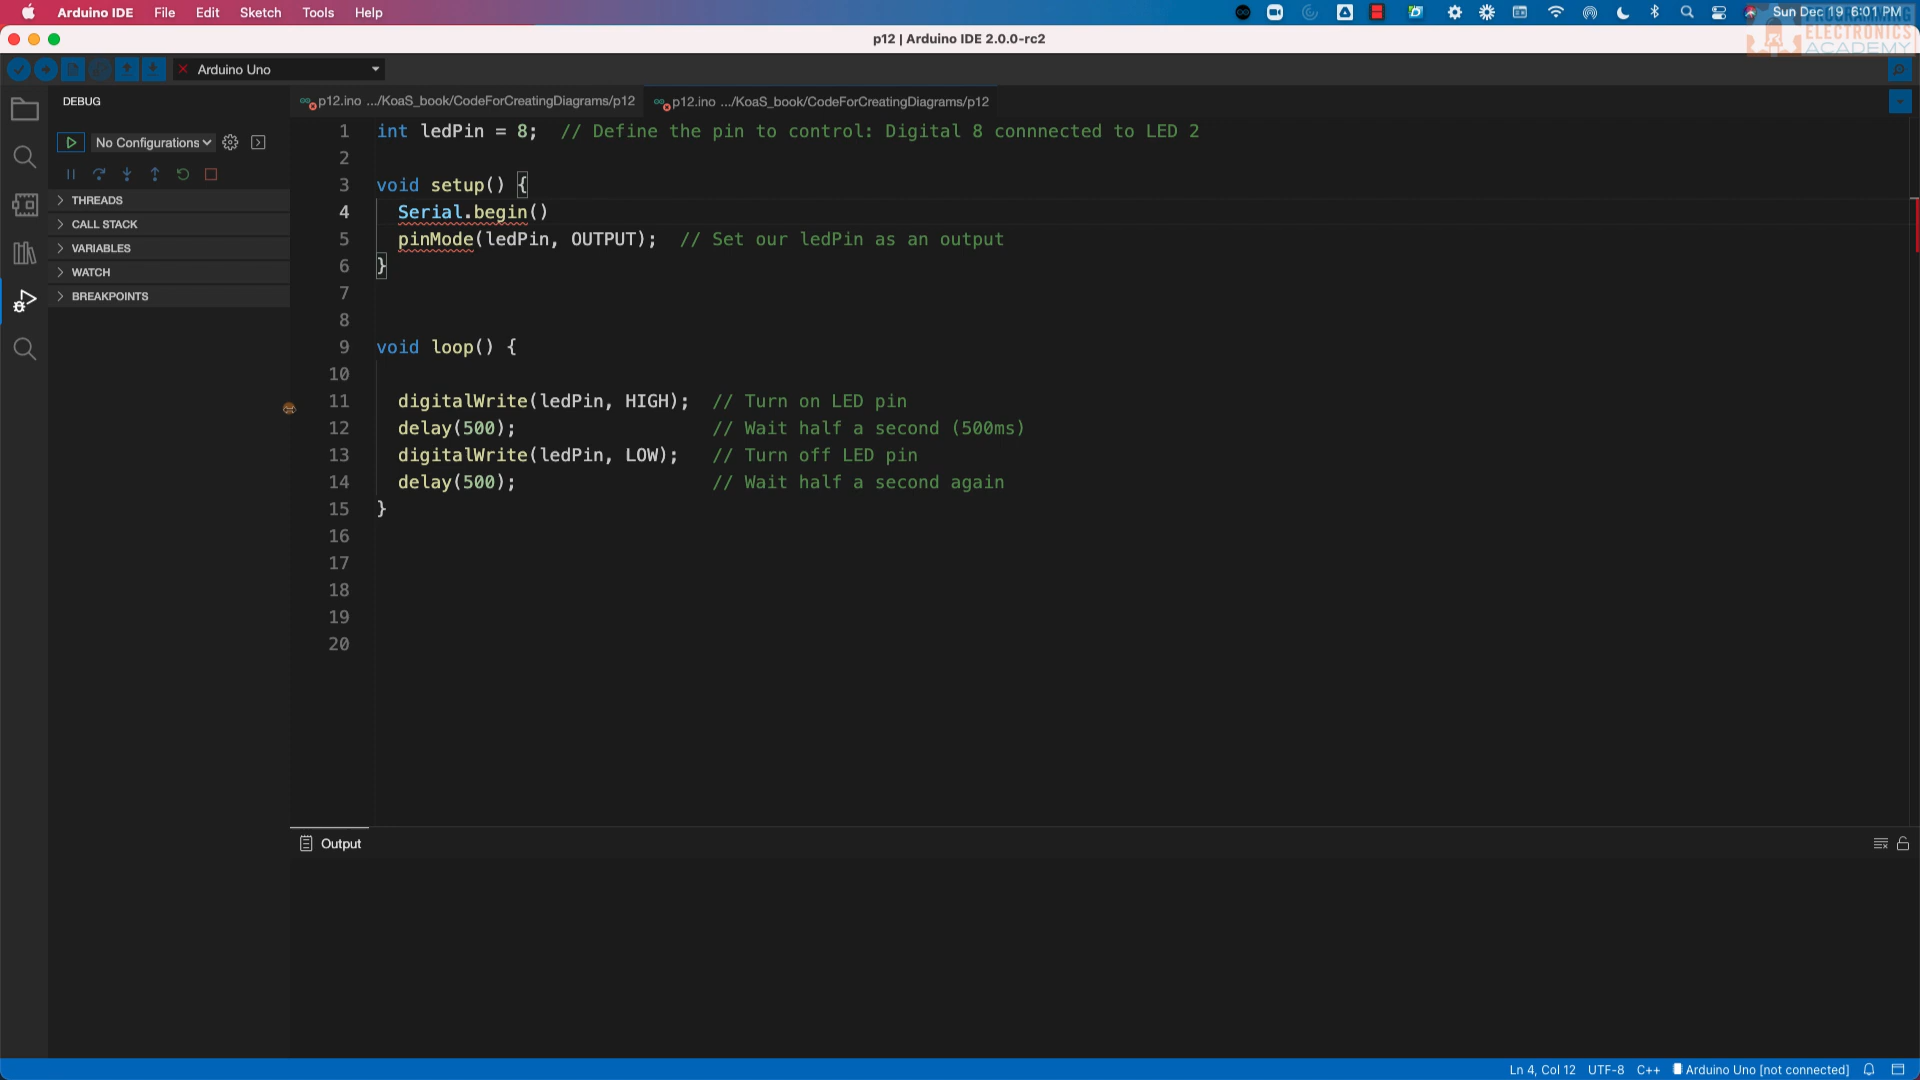 Arduino IDE File Edit Sketch Tools Help
Sun Dec 19 6:01 PM
PROGRAMMING
ELECTRONICS
ACADEMY
p12 | Arduino IDE 2.0.0-rc2
Arduino Uno
DEBUG
No Configurations
THREADS
CALL STACK
VARIABLES
WATCH
BREAKPOINTS
p12.ino .../KoaS_book/CodeForCreatingDiagrams/p12
p12.ino .../KoaS_book/CodeForCreatingDiagrams/p12
1 int ledPin = 8; // Define the pin to control: Digital 8 connnected to LED 2
2
3 void setup() {
4 Serial.begin()
5 pinMode(ledPin, OUTPUT); // Set our ledPin as an output
6 }
7
8
9 void loop() {
10
11 digitalWrite(ledPin, HIGH); // Turn on LED pin
12 delay(500); // Wait half a second (500ms)
13 digitalWrite(ledPin, LOW); // Turn off LED pin
14 delay(500); // Wait half a second again
15 }
16
17
18
19
20
Output
Ln 4, Col 12 UTF-8 C++ Arduino Uno [not connected]